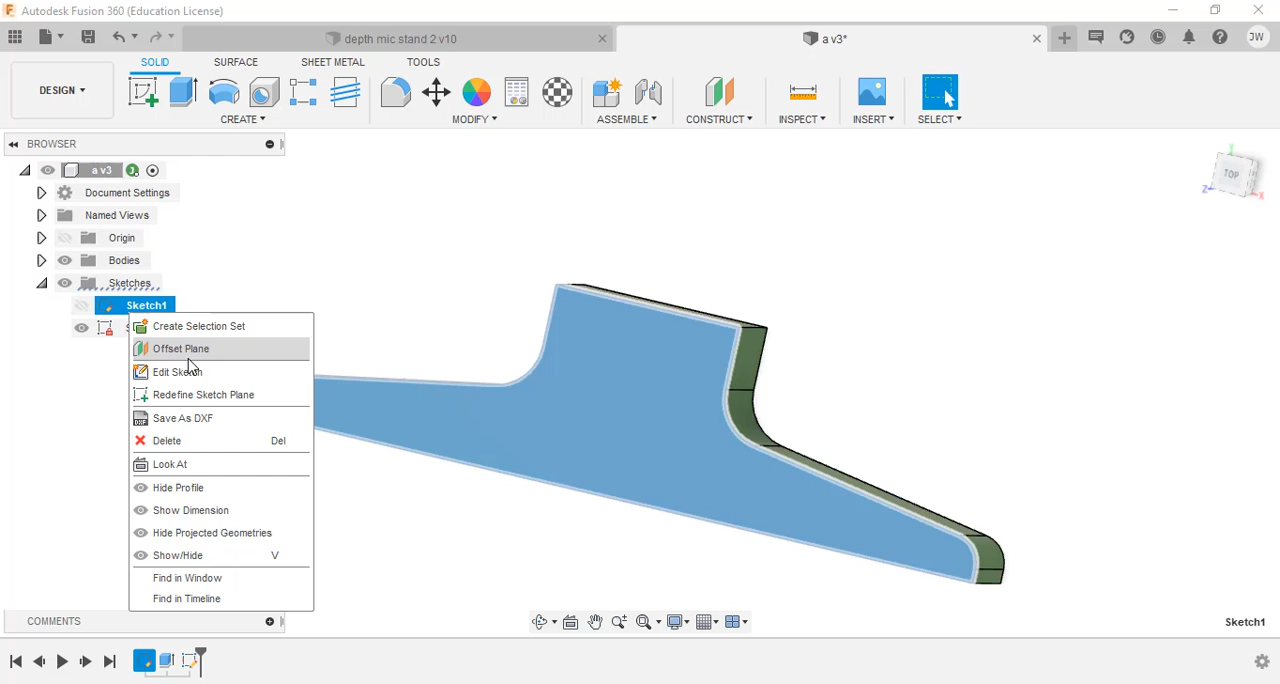 Autodesk Fusion 360 (Education License)
depth mic stand 2 v10
a v3*
JW
DESIGN
SOLID SURFACE SHEET METAL TOOLS
CREATE MODIFY ASSEMBLE CONSTRUCT INSPECT INSERT SELECT
BROWSER
a v3
Document Settings
Named Views
Origin
Bodies
Sketches
Sketch1
Create Selection Set
Offset Plane
Edit Sketch
Redefine Sketch Plane
Save As DXF
DXF
Delete Del
Look At
Hide Profile
Show Dimension
Hide Projected Geometries
Show/Hide V
Find in Window
Find in Timeline
TOP
Y
Z
X
COMMENTS
Sketch1